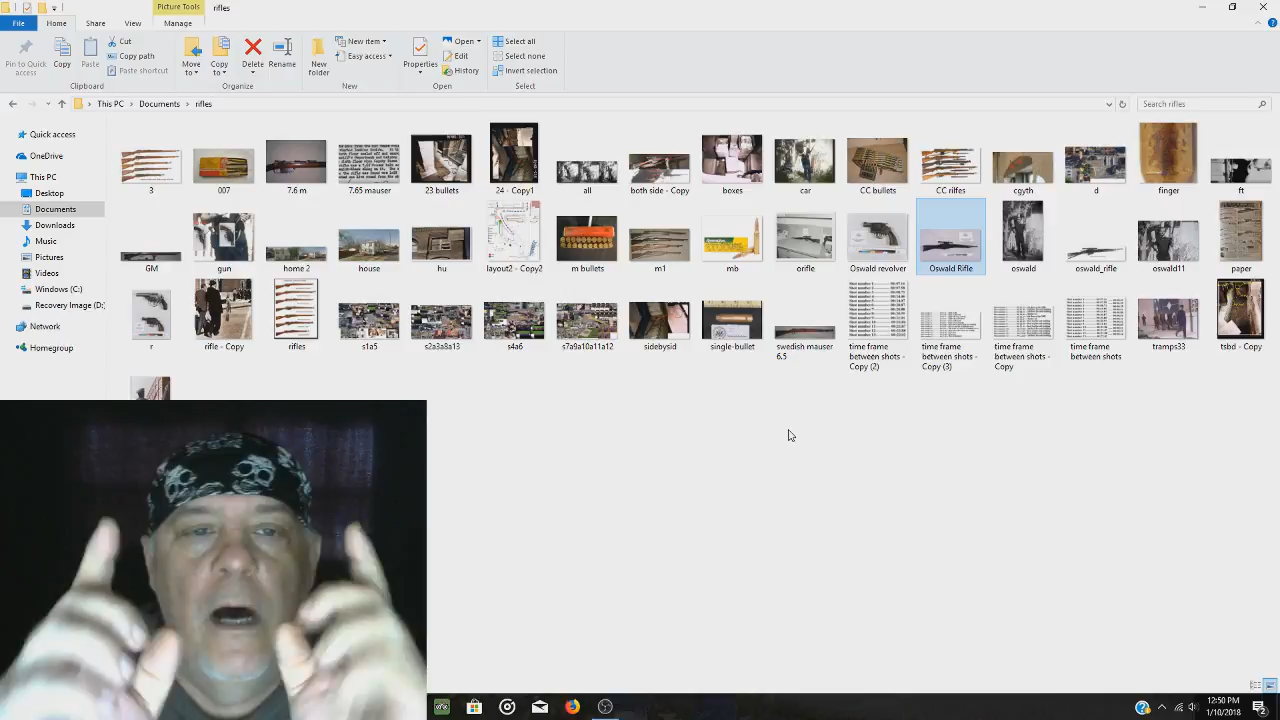 Picture Tools
rifles
File
Home
Share
View
Manage
Pin to Quick
access
Copy
Paste
Cut
Copy path
Paste shortcut
Clipboard
Move
to
Copy
to
Delete
Rename
Organize
New
folder
New item
Easy access
New
Properties
Open
Edit
History
Open
Select all
Select none
Invert selection
Select
This PC
Documents
rifles
Search rifles
Quick access
OneDrive
This PC
Desktop
Documents
Downloads
Music
Pictures
Videos
Windows (C:)
Recovery Image (D:)
Network
Homegroup
3
007
7.6 m
7.65 mauser
23 bullets
24 - Copy1
all
both side - Copy
boxes
car
CC bullets
CC rilfes
cgyth
d
finger
ft
GM
gun
home 2
house
hu
layout2 - Copy2
m bullets
m1
mb
orifle
Oswald revolver
Oswald Rifle
oswald
oswald_rifle
oswald11
paper
r
rifle - Copy
rifles
s1a5
s2a3a8a13
s4a6
s7a9a10a11a12
sidebysid
single-bullet
swedish mauser
6.5
time frame
between shots -
Copy (2)
time frame
between shots -
Copy (3)
time frame
between shots -
Copy
time frame
between shots
tramps33
tsbd - Copy
12:50 PM
1/10/2018